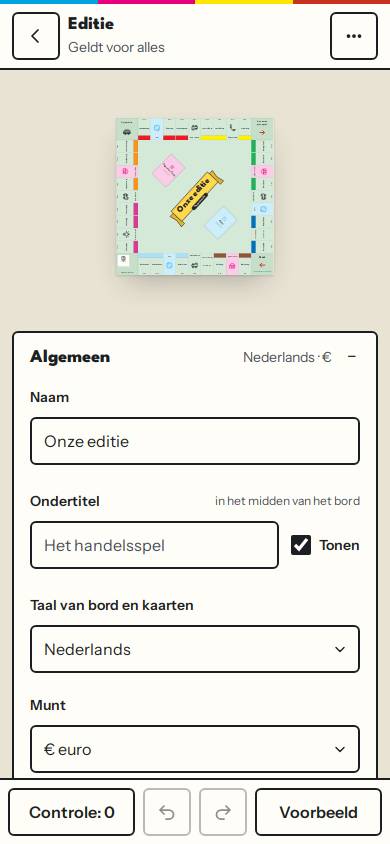 Editie
Geldt voor alles
Onze editie
Algemeen
Nederlands · €
Naam
Onze editie
Ondertitel
in het midden van het bord
Het handelsspel
Tonen
Taal van bord en kaarten
Nederlands
Munt
€ euro
Controle: 0
Voorbeeld